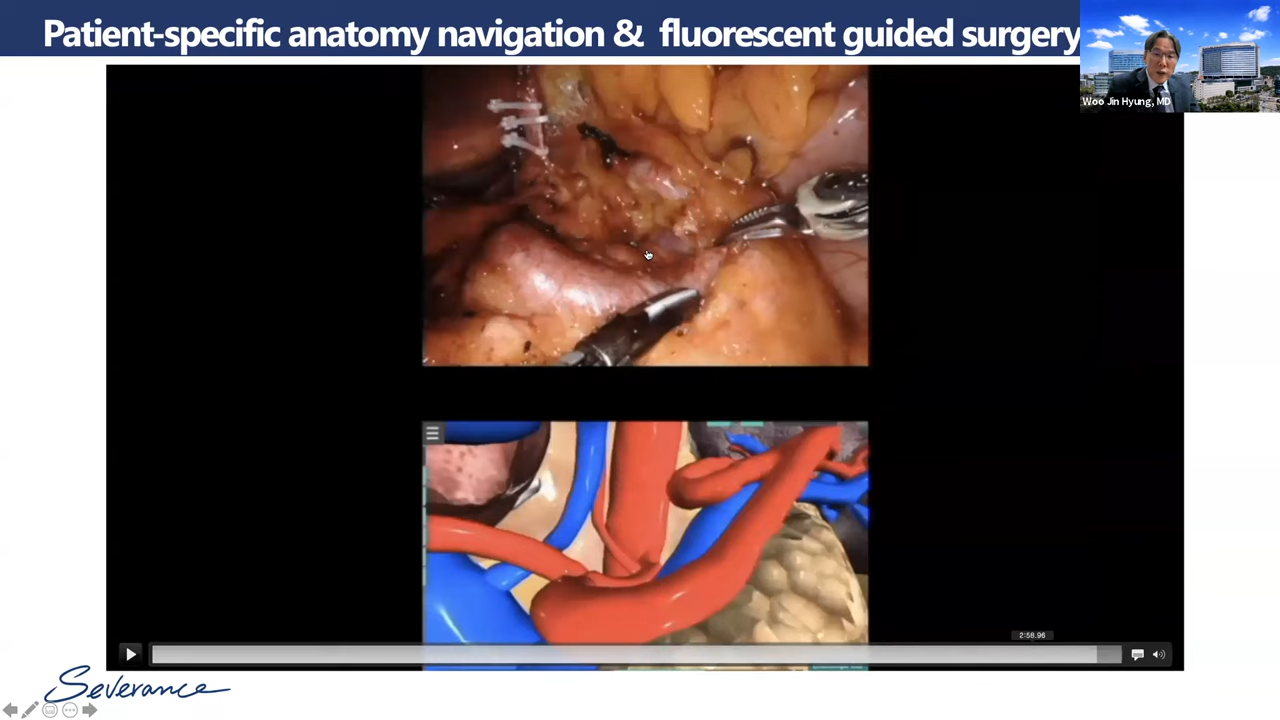 Patient-specific anatomy navigation & fluorescent guided surgery
Woo Jin Hyung, MD
2:58.96
Severance